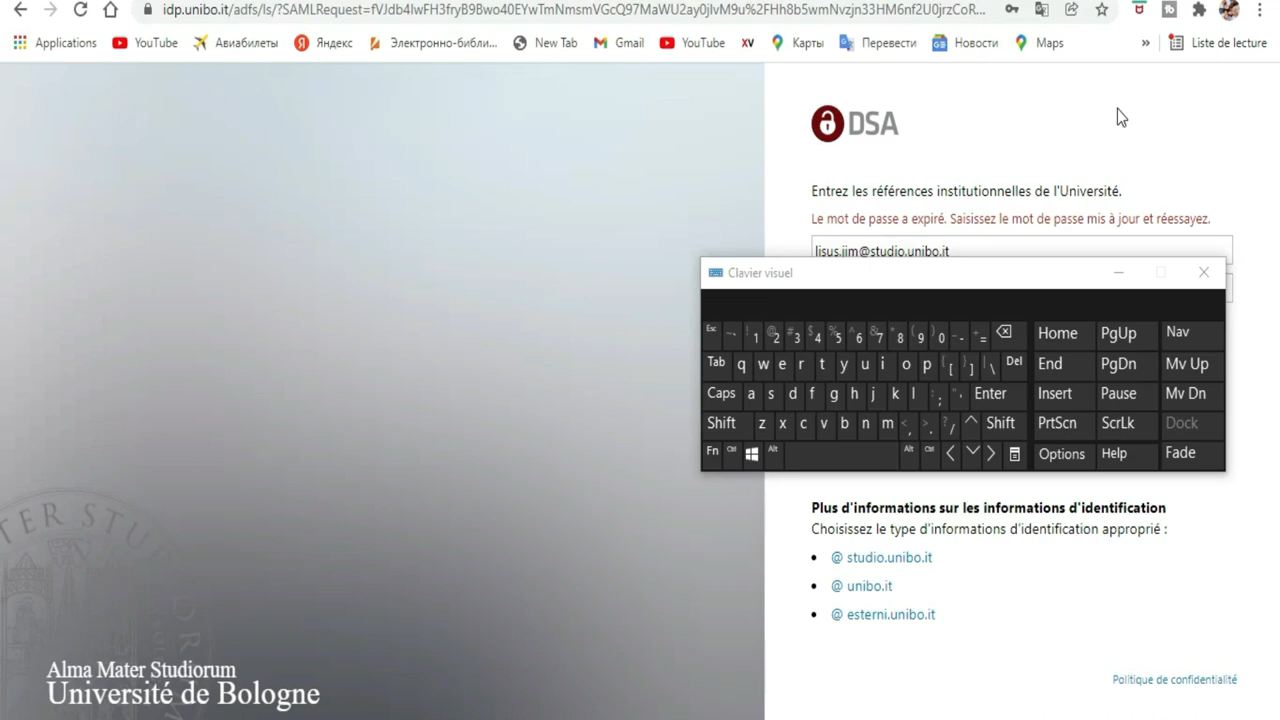 idp.unibo.it/adfs/ls/?SAMLRequest=fVJdb4IwFH3fryB9Bwo40EYwTmNmsmVGcQ97MaWU2ay0jlvM9u%2FHh8b5wmNvzjn33HM6nf0U0jrzCoR...
Applications YouTube Авиабилеты Яндекс Электронно-библи... New Tab Gmail YouTube XV Карты Перевести Новости Maps » Liste de lecture
DSA
Entrez les références institutionnelles de l'Université.
Le mot de passe a expiré. Saisissez le mot de passe mis à jour et réessayez.
lisus.jim@studio.unibo.it
Clavier visuel
Esc ~ ` ! 1 @ 2 # 3 $ 4 % 5 ^ 6 & 7 * 8 ( 9 ) 0 _ - + = Home PgUp Nav
Tab q w e r t y u i o p { [ } ] | \ Del End PgDn Mv Up
Caps a s d f g h j k l : ; " ' Enter Insert Pause Mv Dn
Shift z x c v b n m < , > . ? / Shift PrtScn ScrLk Dock
Fn Ctrl Alt Alt Ctrl Options Help Fade
Plus d'informations sur les informations d'identification
Choisissez le type d'informations d'identification approprié :
• @ studio.unibo.it
• @ unibo.it
• @ esterni.unibo.it
Politique de confidentialité
Alma Mater Studiorum
Université de Bologne